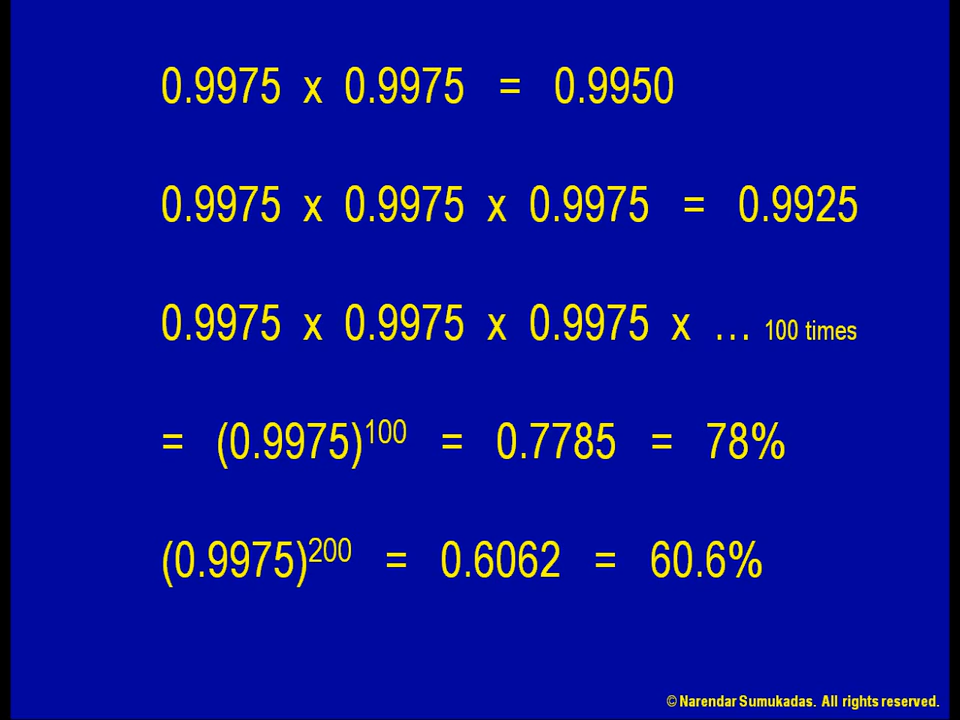 0.9975 x 0.9975 = 0.9950
0.9975 x 0.9975 x 0.9975 = 0.9925
0.9975 x 0.9975 x 0.9975 x … 100 times
= (0.9975)¹⁰⁰ = 0.7785 = 78%
(0.9975)²⁰⁰ = 0.6062 = 60.6%
© Narendar Sumukadas. All rights reserved.